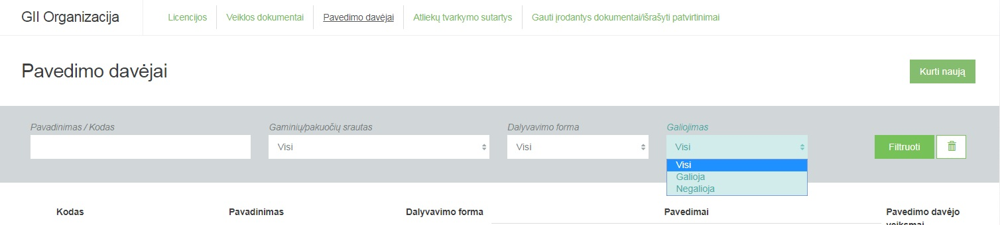 GII Organizacija
Licencijos
Veiklos dokumentai
Pavedimo davėjai
Atliekų tvarkymo sutartys
Gauti įrodantys dokumentai/išrašyti patvirtinimai
Pavedimo davėjai
Kurti naują
Pavadinimas / Kodas
Gaminių/pakuočių srautas
Dalyvavimo forma
Galiojimas
Visi
Visi
Visi
Filtruoti
Visi
Galioja
Negalioja
Kodas
Pavadinimas
Dalyvavimo forma
Pavedimai
Pavedimo davėjo
veiksmai